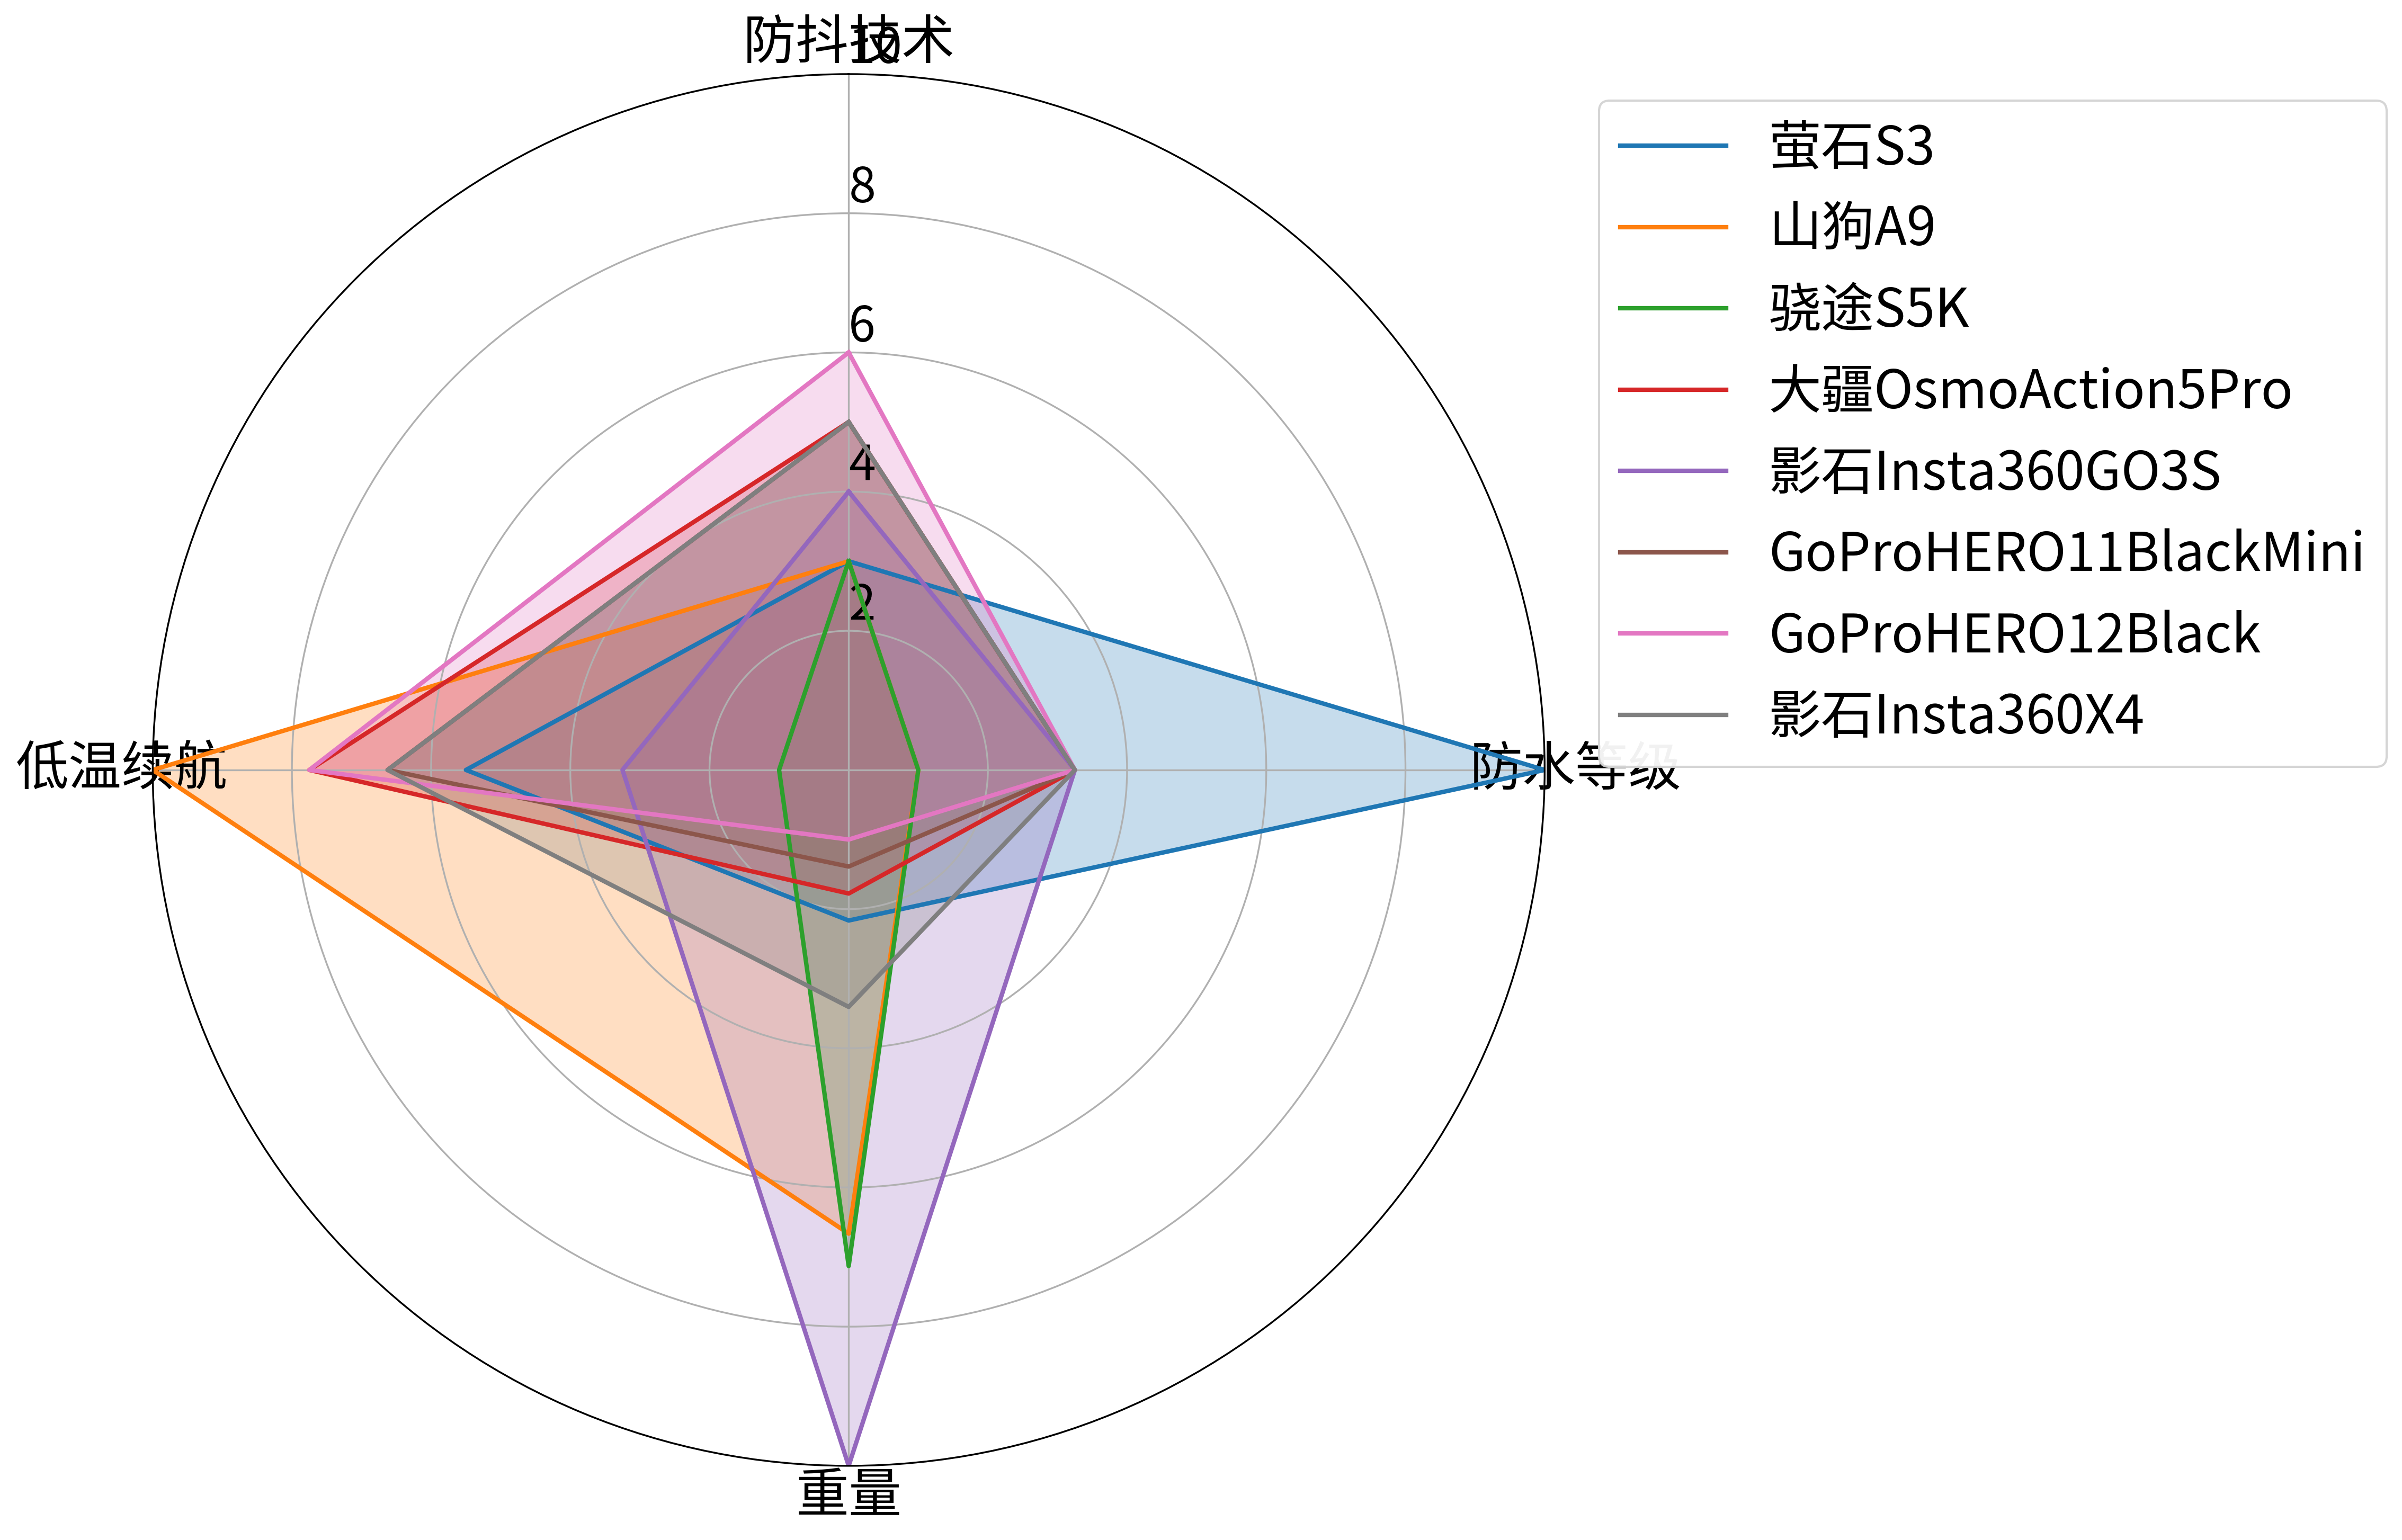 防抖技术
10
8
6
4
2
低温续航
防水等级
重量
萤石S3
山狗A9
骁途S5K
大疆OsmoAction5Pro
影石Insta360GO3S
GoProHERO11BlackMini
GoProHERO12Black
影石Insta360X4